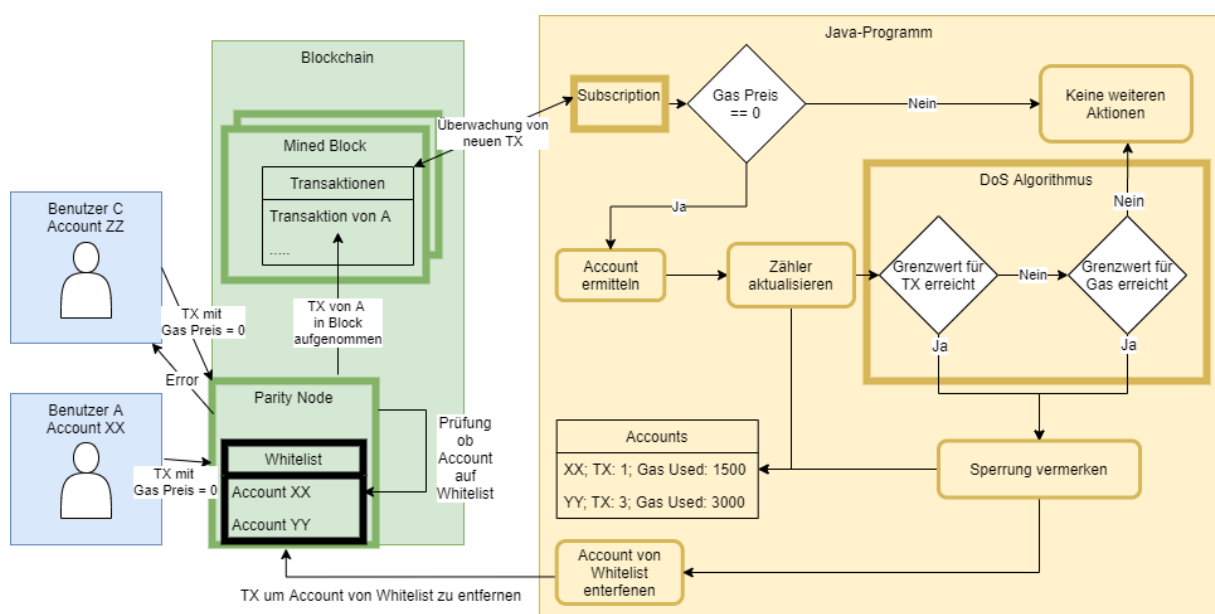 Blockchain
Mined Block
Transaktionen
Transaktion von A
.....
Benutzer C
Account ZZ
TX mit
Gas Preis = 0
Error
Benutzer A
Account XX
TX mit
Gas Preis = 0
TX von A
in Block
aufgenommen
Parity Node
Whitelist
Account XX
Account YY
Prüfung
ob
Account
auf
Whitelist
Überwachung von
neuen TX
Java-Programm
Subscription
Gas Preis
== 0
Nein
Keine weiteren
Aktionen
Ja
Account
ermitteln
Zähler
aktualisieren
DoS Algorithmus
Grenzwert für
TX erreicht
Nein
Grenzwert für
Gas erreicht
Nein
Ja
Ja
Accounts
XX; TX: 1; Gas Used: 1500
YY; TX: 3; Gas Used: 3000
Sperrung vermerken
Account von
Whitelist
enterfenen
TX um Account von Whitelist zu entfernen